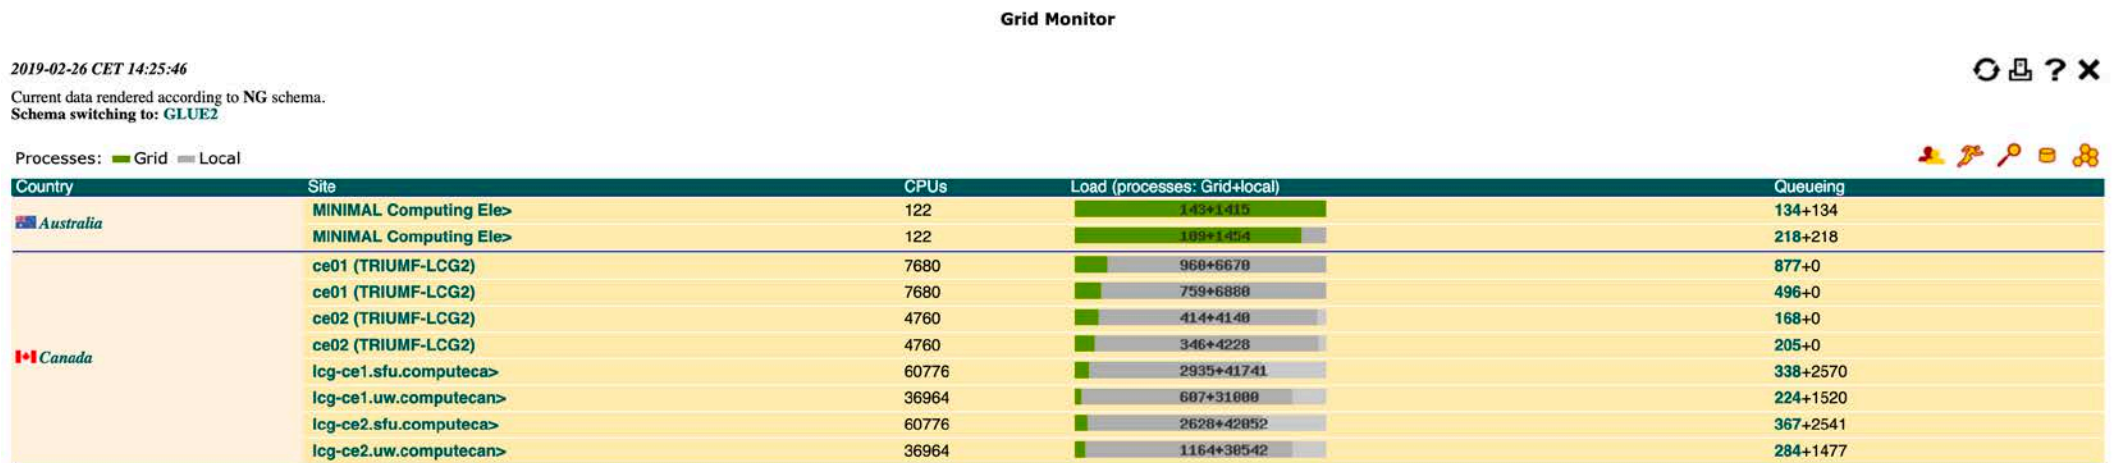 Grid Monitor
2019-02-26 CET 14:25:46
Current data rendered according to NG schema.
Schema switching to: GLUE2
Processes: Grid Local
Country Site CPUs Load (processes: Grid+local) Queueing
Australia
MINIMAL Computing Ele> 122 143+1415 134+134
MINIMAL Computing Ele> 122 109+1454 218+218
Canada
ce01 (TRIUMF-LCG2) 7680 960+6670 877+0
ce01 (TRIUMF-LCG2) 7680 759+6880 496+0
ce02 (TRIUMF-LCG2) 4760 414+4140 168+0
ce02 (TRIUMF-LCG2) 4760 346+4228 205+0
lcg-ce1.sfu.computeca> 60776 2935+41741 338+2570
lcg-ce1.uw.computecan> 36964 607+31000 224+1520
lcg-ce2.sfu.computeca> 60776 2628+42052 367+2541
lcg-ce2.uw.computecan> 36964 1164+30542 284+1477